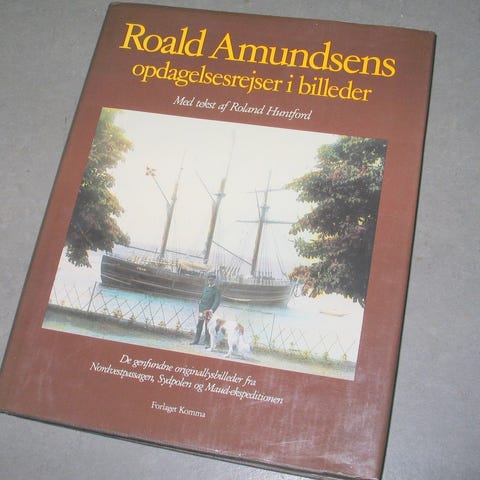 Roald Amundsens
opdagelsesrejser i billeder
Med tekst af Roland Huntford
De genfundne originallysbilleder fra
Nordvestpassagen, Sydpolen og Maud-ekspeditionen
Forlaget Komma